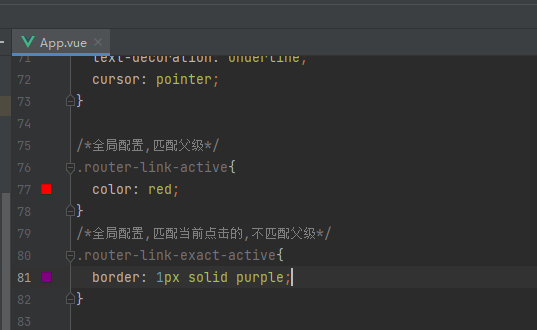 App.vue
71 text-decoration: underline;
72 cursor: pointer;
73 }
74
75 /*全局配置,匹配父级*/
76 .router-link-active{
77 color: red;
78 }
79 /*全局配置,匹配当前点击的,不匹配父级*/
80 .router-link-exact-active{
81 border: 1px solid purple;
82 }
83